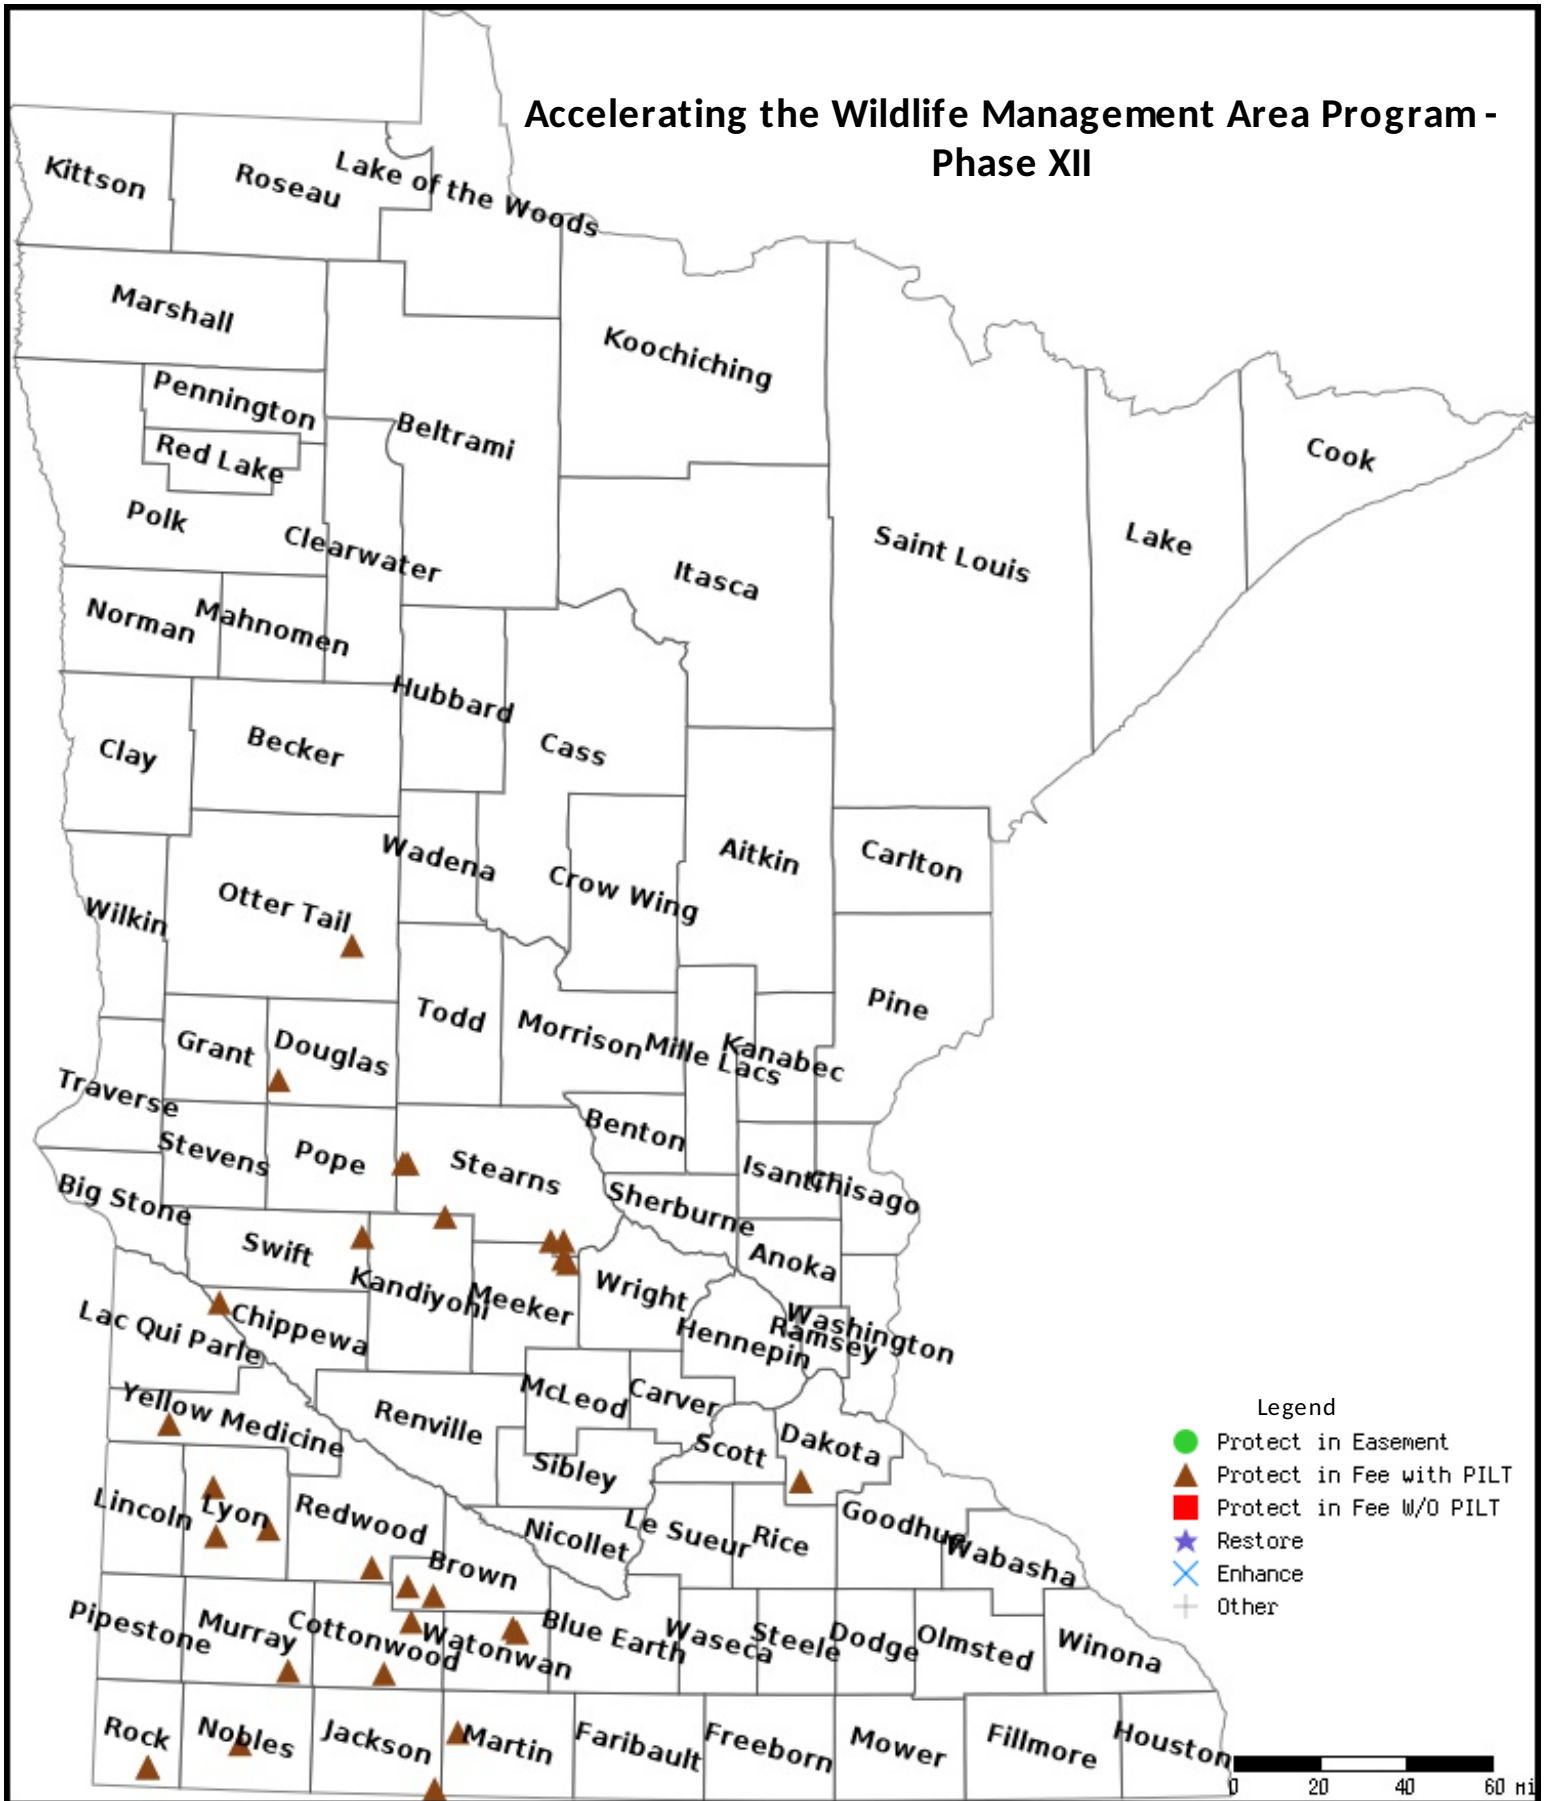 Accelerating the Wildlife Management Area Program -
Phase XII
Kittson
Roseau
Lake of the Woods
Marshall
Koochiching
Pennington
Beltrami
Red Lake
Cook
Polk
Clearwater
Saint Louis
Lake
Itasca
Norman
Mahnomen
Hubbard
Clay
Becker
Cass
Wadena
Aitkin
Carlton
Otter Tail
Crow Wing
Wilkin
Todd
Morrison
Pine
Grant
Douglas
Mille Lacs
Kanabec
Traverse
Benton
Stevens
Pope
Stearns
Isanti
Chisago
Big Stone
Sherburne
Swift
Anoka
Kandiyohi
Meeker
Wright
Lac Qui Parle
Chippewa
Hennepin
Ramsey
Washington
Yellow Medicine
Renville
McLeod
Carver
Legend
Protect in Easement
Scott
Dakota
Sibley
Protect in Fee with PILT
Lincoln
Lyon
Redwood
Protect in Fee W/O PILT
Nicollet
Le Sueur
Rice
Goodhue
Restore
Brown
Wabasha
Enhance
Other
Pipestone
Murray
Cottonwood
Watonwan
Blue Earth
Waseca
Steele
Dodge
Olmsted
Winona
Rock
Nobles
Jackson
Martin
Faribault
Freeborn
Mower
Fillmore
Houston
0 20 40 60 mi